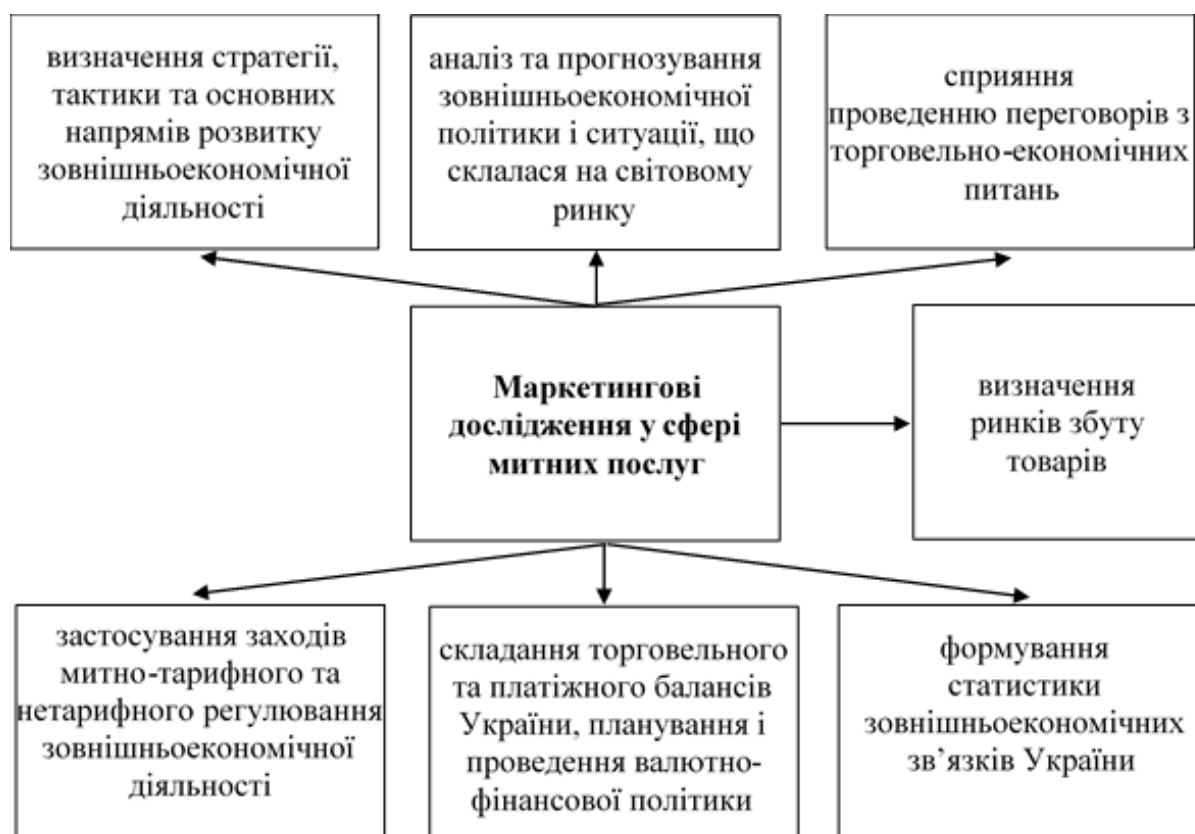 визначення стратегії,
тактики та основних
напрямів розвитку
зовнішньоекономічної
діяльності
аналіз та прогнозування
зовнішньоекономічної
політики і ситуації, що
склалася на світовому
ринку
сприяння
проведенню переговорів з
торговельно-економічних
питань
Маркетингові
дослідження у сфері
митних послуг
визначення
ринків збуту
товарів
застосування заходів
митно-тарифного та
нетарифного регулювання
зовнішньоекономічної
діяльності
складання торговельного
та платіжного балансів
України, планування і
проведення валютно-
фінансової політики
формування
статистики
зовнішньоекономічних
зв’язків України